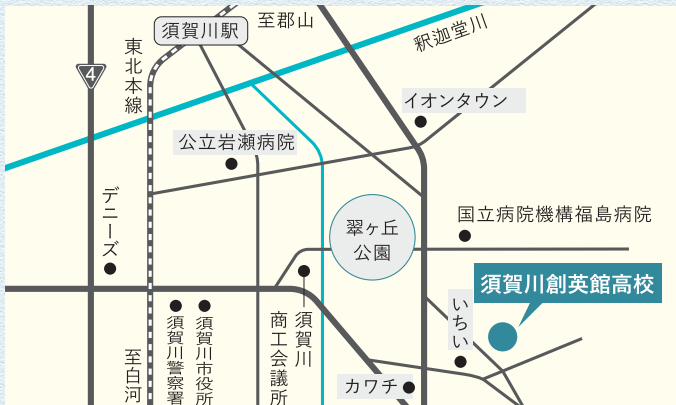 須賀川駅
至郡山
釈迦堂川
東北本線
4
イオンタウン
公立岩瀬病院
デニーズ
翠ヶ丘
公園
国立病院機構福島病院
須賀川創英館高校
いちい
須賀川
商工会議所
須賀川市役所
須賀川警察署
至白河
カワチ